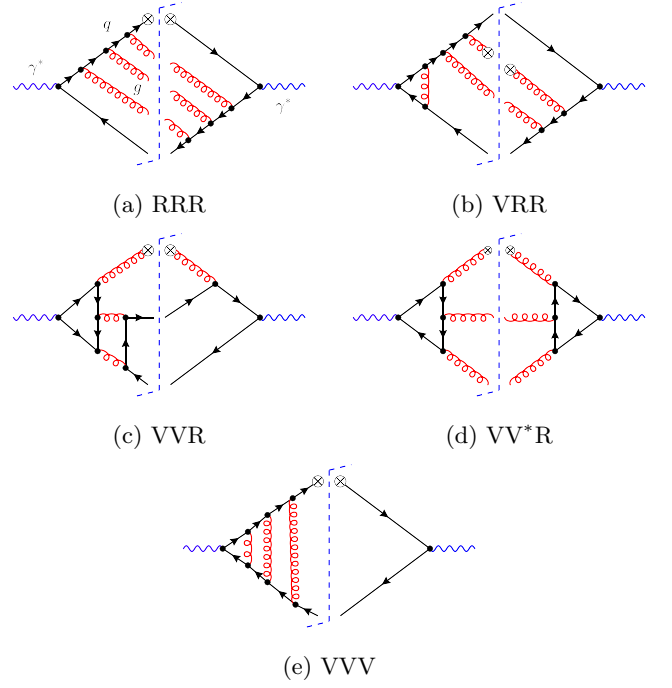 q
γ* g γ*
(a) RRR (b) VRR
(c) VVR (d) VV*R
(e) VVV